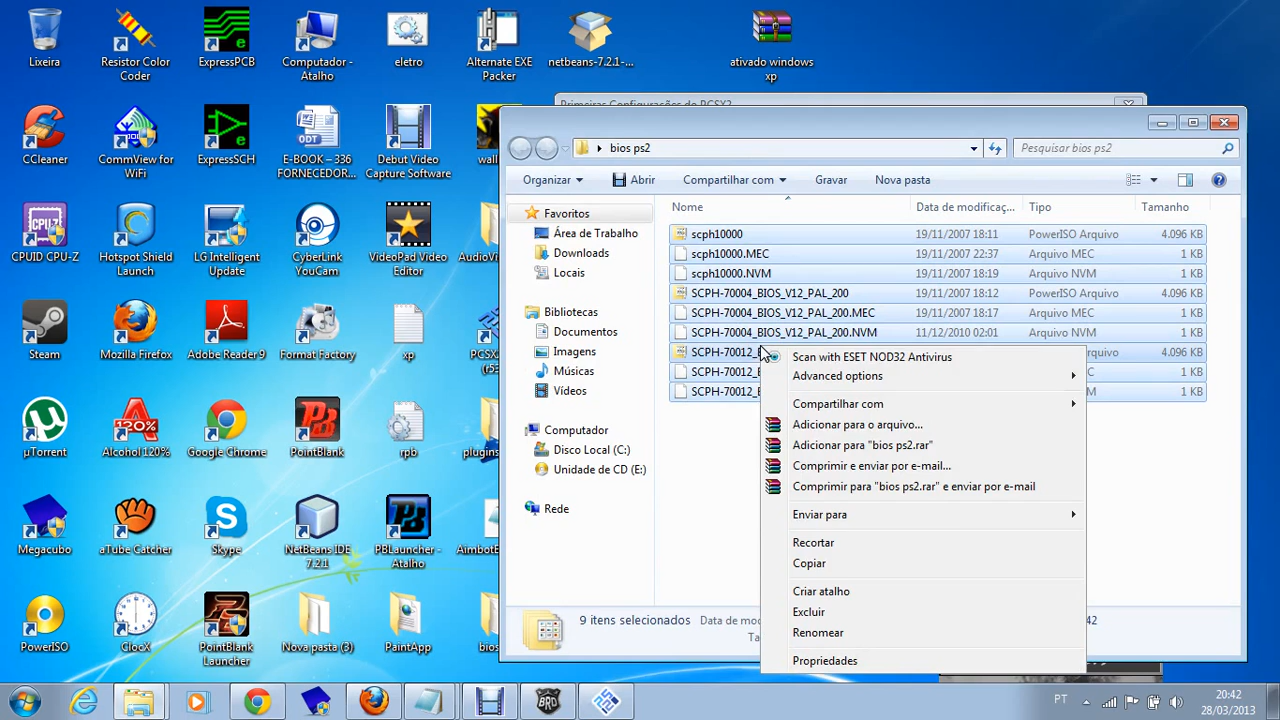 Lixeira
Resistor Color
Coder
ExpressPCB
Computador -
Atalho
eletro
Alternate EXE
Packer
netbeans-7.2.1-...
ativado windows
xp
CCleaner
CommView for
WiFi
ExpressSCH
E-BOOK – 336
FORNECEDOR...
Debut Video
Capture Software
wall
CPUID CPU-Z
Hotspot Shield
Launch
LG Intelligent
Update
CyberLink
YouCam
VideoPad Video
Editor
AudioVi
Steam
Mozilla Firefox
Adobe Reader 9
Format Factory
xp
PCSX2
(r53
µTorrent
Alcohol 120%
Google Chrome
PointBlank
rpb
plugins
Megacubo
aTube Catcher
Skype
NetBeans IDE
7.2.1
PBLauncher -
Atalho
AimbotE
PowerISO
ClocX
PointBlank
Launcher
Nova pasta (3)
PaintApp
bios
Primeiras Configurações do PCSX2
bios ps2
Pesquisar bios ps2
Organizar
Abrir
Compartilhar com
Gravar
Nova pasta
Favoritos
Área de Trabalho
Downloads
Locais
Bibliotecas
Documentos
Imagens
Músicas
Vídeos
Computador
Disco Local (C:)
Unidade de CD (E:)
Rede
Nome Data de modificaç... Tipo Tamanho
scph10000 19/11/2007 18:11 PowerISO Arquivo 4.096 KB
scph10000.MEC 19/11/2007 22:37 Arquivo MEC 1 KB
scph10000.NVM 19/11/2007 18:19 Arquivo NVM 1 KB
SCPH-70004_BIOS_V12_PAL_200 19/11/2007 18:12 PowerISO Arquivo 4.096 KB
SCPH-70004_BIOS_V12_PAL_200.MEC 19/11/2007 18:17 Arquivo MEC 1 KB
SCPH-70004_BIOS_V12_PAL_200.NVM 11/12/2010 02:01 Arquivo NVM 1 KB
SCPH-70012_ rquivo 4.096 KB
SCPH-70012_B C 1 KB
SCPH-70012_B M 1 KB
Scan with ESET NOD32 Antivirus
Advanced options
Compartilhar com
Adicionar para o arquivo...
Adicionar para "bios ps2.rar"
Comprimir e enviar por e-mail...
Comprimir para "bios ps2.rar" e enviar por e-mail
Enviar para
Recortar
Copiar
Criar atalho
Excluir
Renomear
Propriedades
9 itens selecionados Data de mod 42
Ta
PT
20:42
28/03/2013